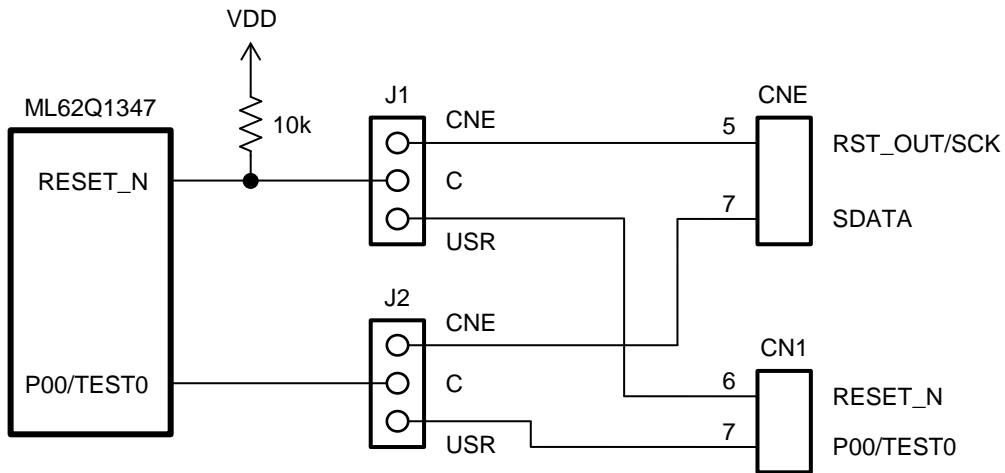 VDD
ML62Q1347
10k
J1
CNE
CNE
5
RST_OUT/SCK
RESET_N
C
7
SDATA
USR
J2
CNE
CN1
P00/TEST0
C
6
RESET_N
USR
7
P00/TEST0